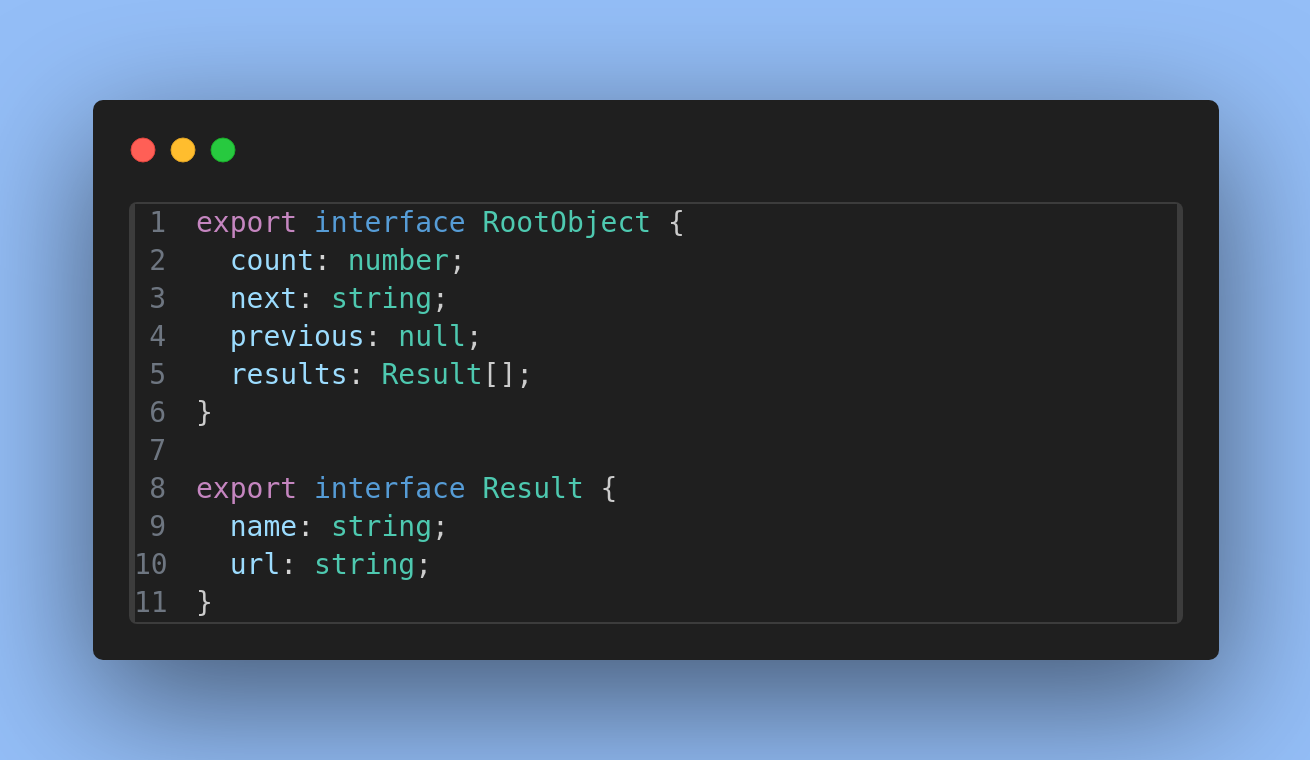 1 export interface RootObject {
2   count: number;
3   next: string;
4   previous: null;
5   results: Result[];
6 }
7
8 export interface Result {
9   name: string;
10   url: string;
11 }